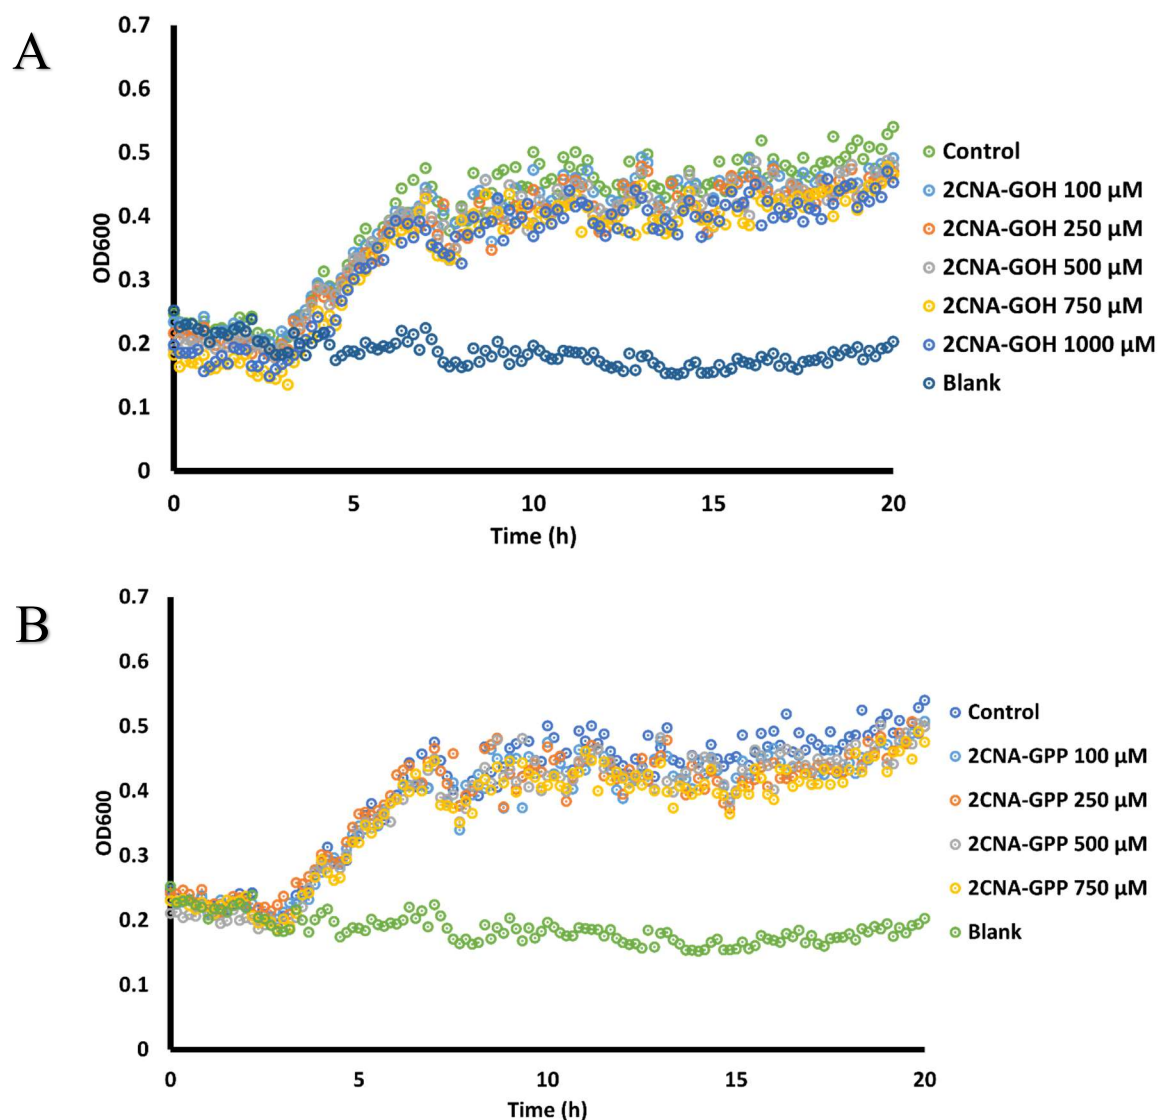 A
0.7
0.6
0.5
0.4
0.3
0.2
0.1
0
OD600
0 5 10 15 20
Time (h)
Control
2CNA-GOH 100 μM
2CNA-GOH 250 μM
2CNA-GOH 500 μM
2CNA-GOH 750 μM
2CNA-GOH 1000 μM
Blank
B
0.7
0.6
0.5
0.4
0.3
0.2
0.1
0
OD600
0 5 10 15 20
Time (h)
Control
2CNA-GPP 100 μM
2CNA-GPP 250 μM
2CNA-GPP 500 μM
2CNA-GPP 750 μM
Blank